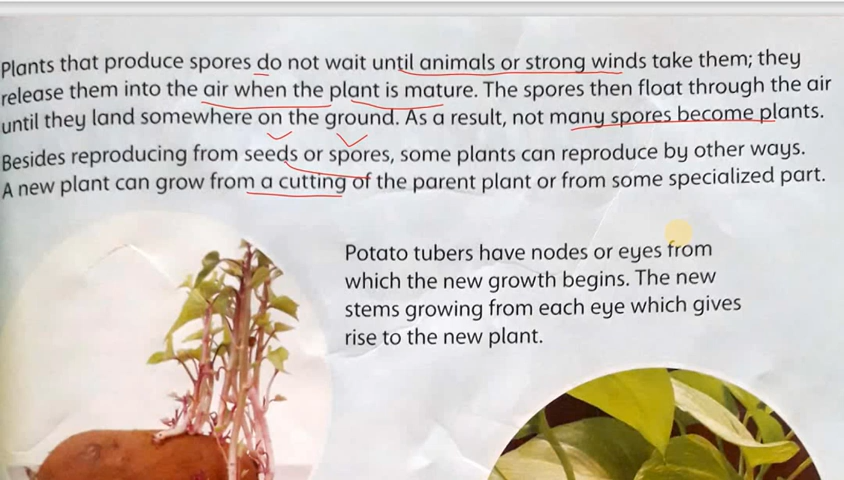 Plants that produce spores do not wait until animals or strong winds take them; they
release them into the air when the plant is mature. The spores then float through the air
until they land somewhere on the ground. As a result, not many spores become plants.
Besides reproducing from seeds or spores, some plants can reproduce by other ways.
A new plant can grow from a cutting of the parent plant or from some specialized part.
Potato tubers have nodes or eyes from
which the new growth begins. The new
stems growing from each eye which gives
rise to the new plant.